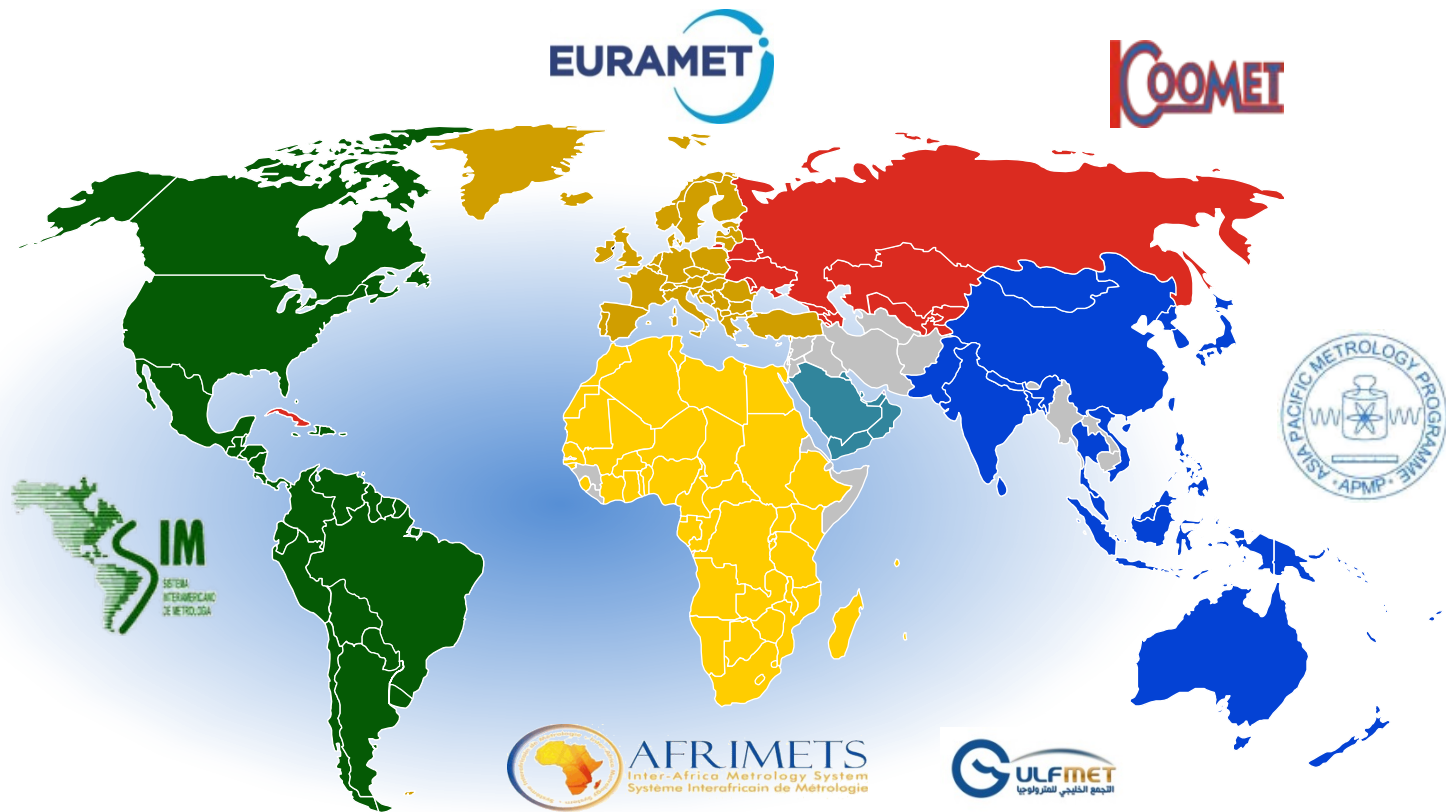 EURAMET
COOMET
ASIA PACIFIC METROLOGY PROGRAMME
· APMP ·
SIM
SISTEMA
INTERAMERICANO
DE METROLOGIA
AFRIMETS
Inter-Africa Metrology System
Système Interafricain de Métrologie
GULFMET
التجمع الخليجي للمترولوجيا